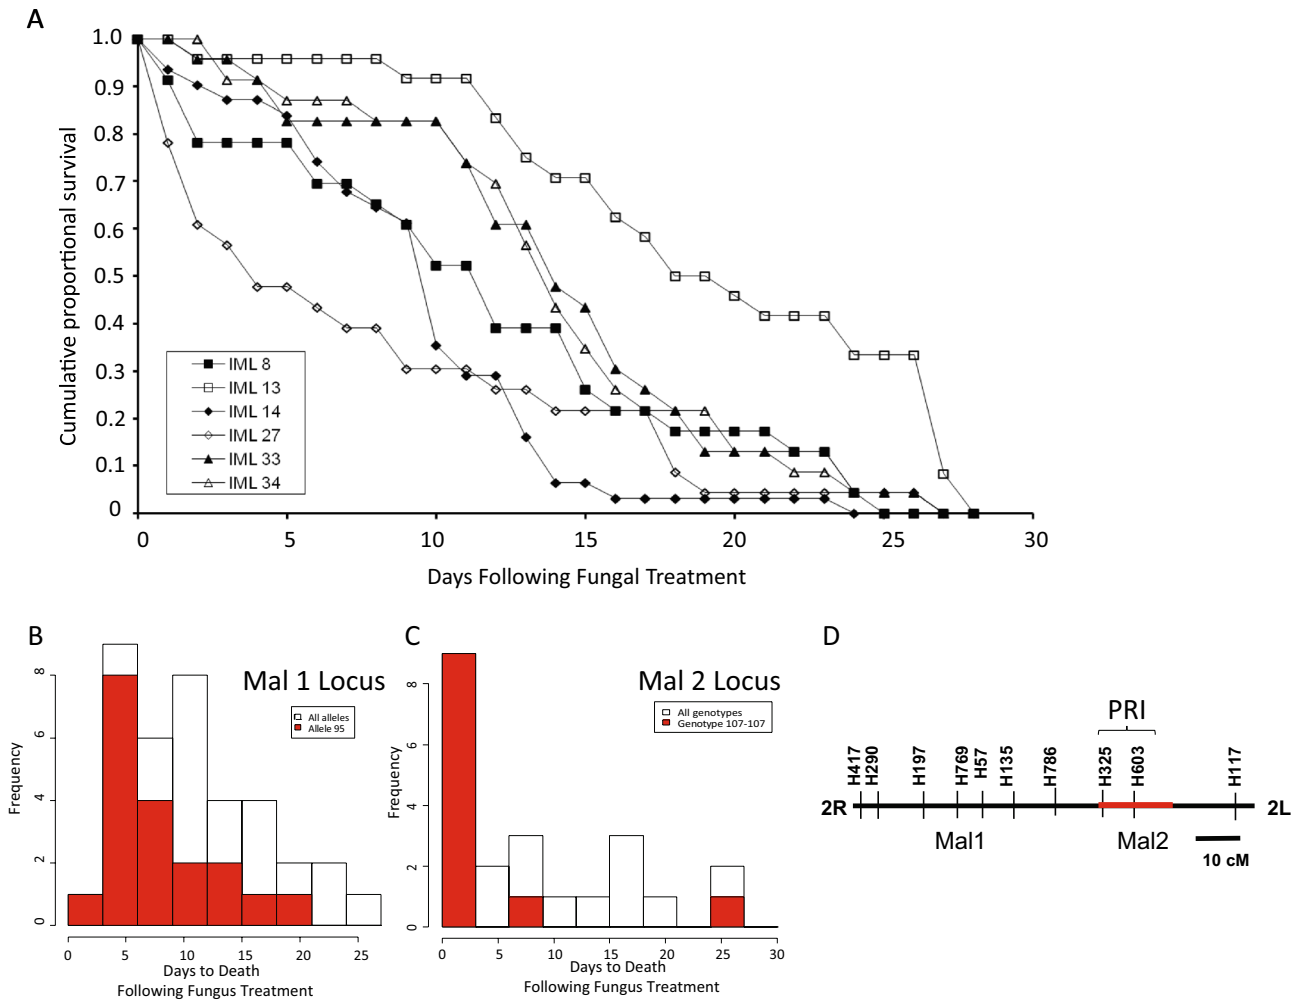 A
Cumulative proportional survival
1.0
0.9
0.8
0.7
0.6
0.5
0.4
0.3
0.2
0.1
0
IML 8
IML 13
IML 14
IML 27
IML 33
IML 34
0 5 10 15 20 25 30
Days Following Fungal Treatment
B
Mal 1 Locus
All alleles
Allele 95
Frequency
8
6
4
2
0
0 5 10 15 20 25
Days to Death
Following Fungus Treatment
C
Mal 2 Locus
All genotypes
Genotype 107-107
Frequency
8
6
4
2
0
0 5 10 15 20 25 30
Days to Death
Following Fungus Treatment
D
PRI
H417 H290 H197 H769 H57 H135 H786 H325 H603 H117
2R 2L
Mal1 Mal2
10 cM